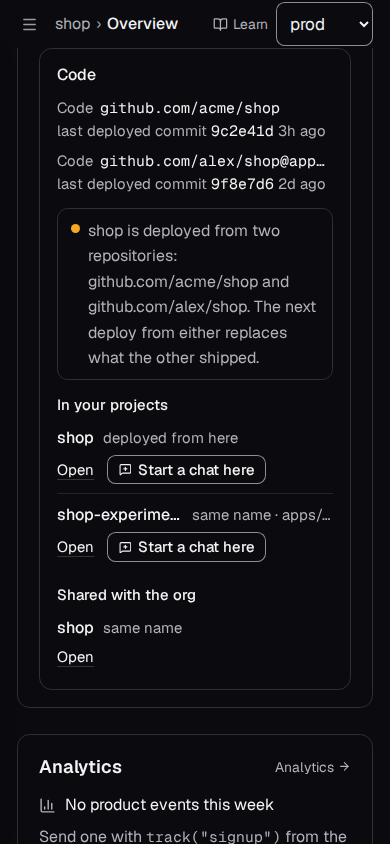 shop › Overview
Learn
prod
Code
Code github.com/acme/shop
last deployed commit 9c2e41d 3h ago
Code github.com/alex/shop@app…
last deployed commit 9f8e7d6 2d ago
shop is deployed from two
repositories:
github.com/acme/shop and
github.com/alex/shop. The next
deploy from either replaces
what the other shipped.
In your projects
shop deployed from here
Open Start a chat here
shop-experime… same name · apps/…
Open Start a chat here
Shared with the org
shop same name
Open
Analytics
Analytics →
No product events this week
Send one with track("signup") from the